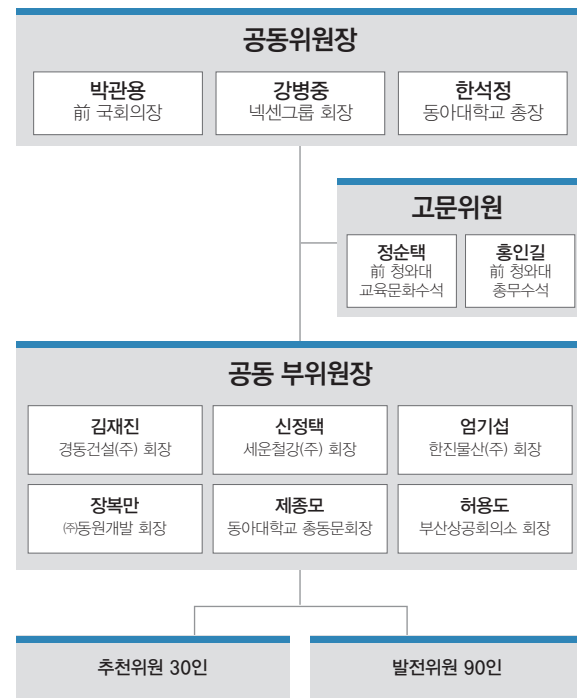 공동위원장
박관용
前 국회의장
강병중
넥센그룹 회장
한석정
동아대학교 총장
고문위원
정순택
前 청와대
교육문화수석
홍인길
前 청와대
총무수석
공동 부위원장
김재진
경동건설(주) 회장
신정택
세운철강(주) 회장
엄기섭
한진물산(주) 회장
장복만
㈜동원개발 회장
제종모
동아대학교 총동문회장
허용도
부산상공회의소 회장
추천위원 30인
발전위원 90인